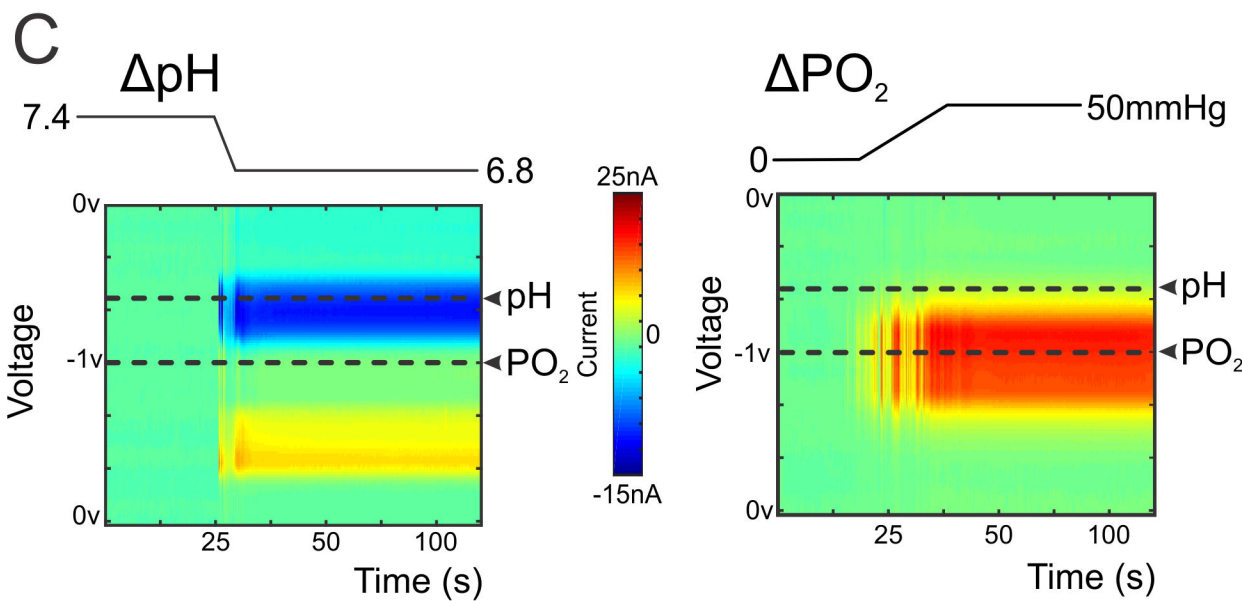 C
ΔpH
7.4
6.8
0v
-1v
0v
Voltage
25
50
100
Time (s)
pH
PO₂
25nA
0
-15nA
Current
ΔPO₂
0
50mmHg
0v
-1v
0v
Voltage
25
50
100
Time (s)
pH
PO₂